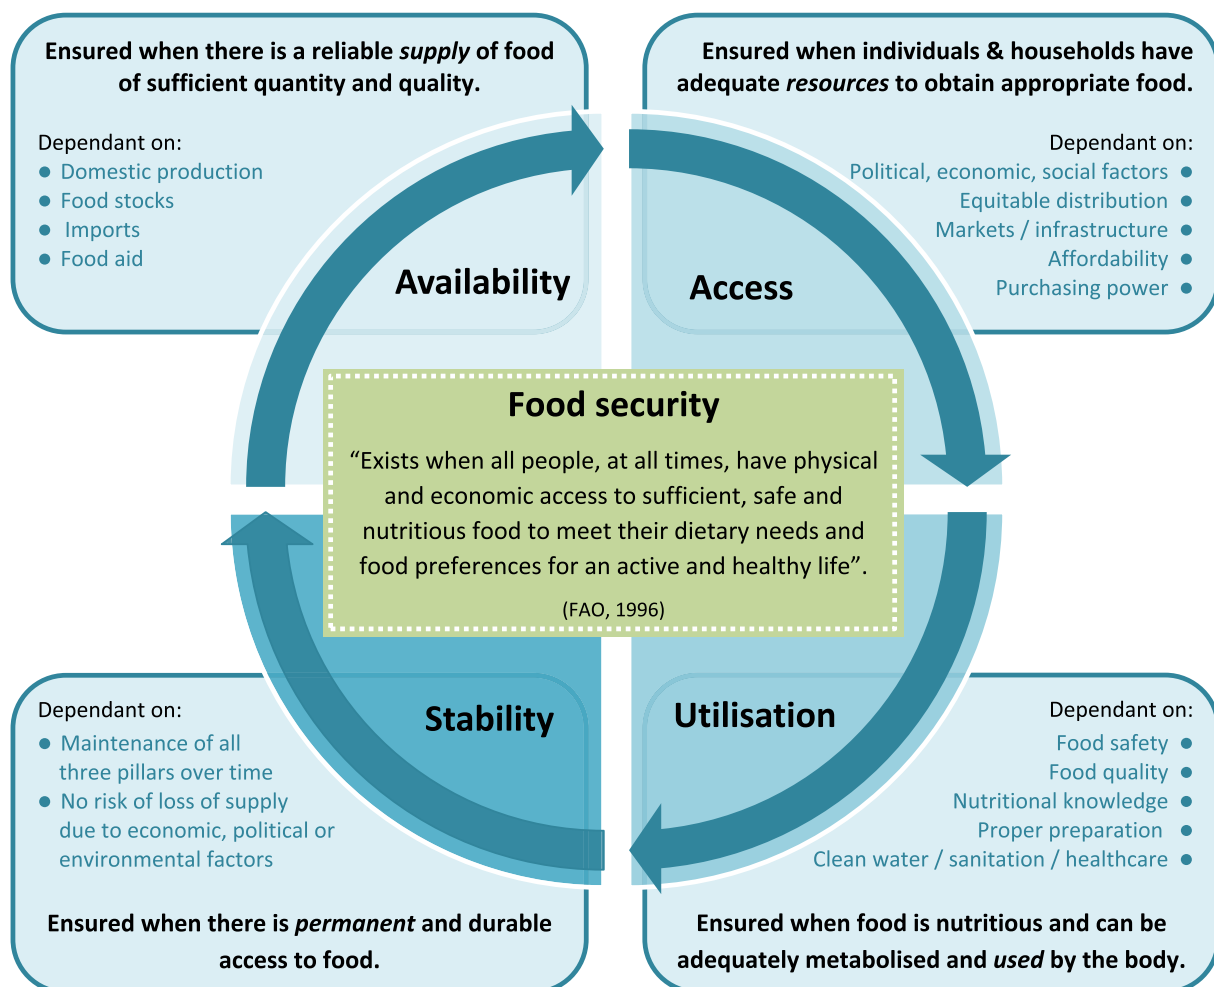 Ensured when there is a reliable supply of food
of sufficient quantity and quality.
Dependant on:
● Domestic production
● Food stocks
● Imports
● Food aid
Availability
Ensured when individuals & households have
adequate resources to obtain appropriate food.
Dependant on:
Political, economic, social factors ●
Equitable distribution ●
Markets / infrastructure ●
Affordability ●
Purchasing power ●
Access
Food security
“Exists when all people, at all times, have physical
and economic access to sufficient, safe and
nutritious food to meet their dietary needs and
food preferences for an active and healthy life”.
(FAO, 1996)
Stability
Dependant on:
● Maintenance of all
three pillars over time
● No risk of loss of supply
due to economic, political or
environmental factors
Ensured when there is permanent and durable
access to food.
Utilisation
Dependant on:
Food safety ●
Food quality ●
Nutritional knowledge ●
Proper preparation ●
Clean water / sanitation / healthcare ●
Ensured when food is nutritious and can be
adequately metabolised and used by the body.